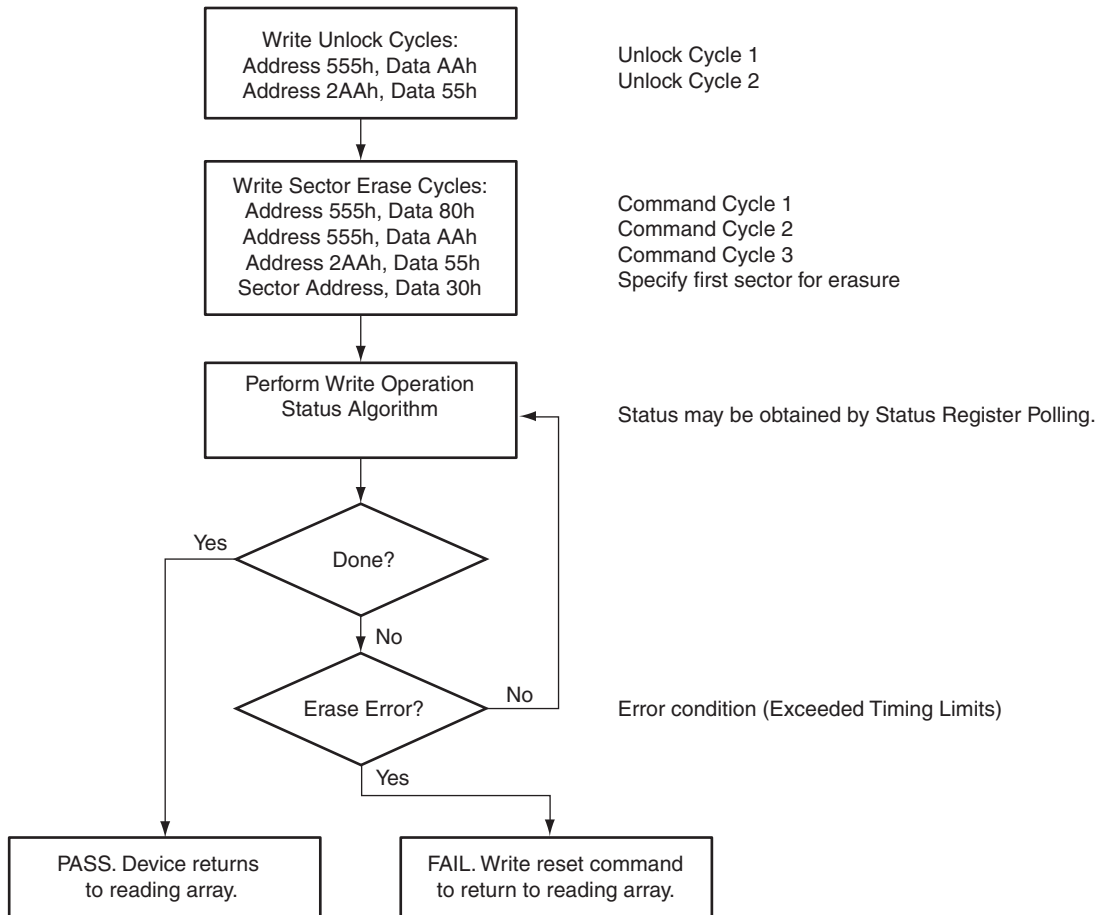 Write Unlock Cycles:
Address 555h, Data AAh
Address 2AAh, Data 55h
Unlock Cycle 1
Unlock Cycle 2
Write Sector Erase Cycles:
Address 555h, Data 80h
Address 555h, Data AAh
Address 2AAh, Data 55h
Sector Address, Data 30h
Command Cycle 1
Command Cycle 2
Command Cycle 3
Specify first sector for erasure
Perform Write Operation
Status Algorithm
Status may be obtained by Status Register Polling.
Yes
Done?
No
Erase Error?
No
Error condition (Exceeded Timing Limits)
Yes
PASS. Device returns
to reading array.
FAIL. Write reset command
to return to reading array.